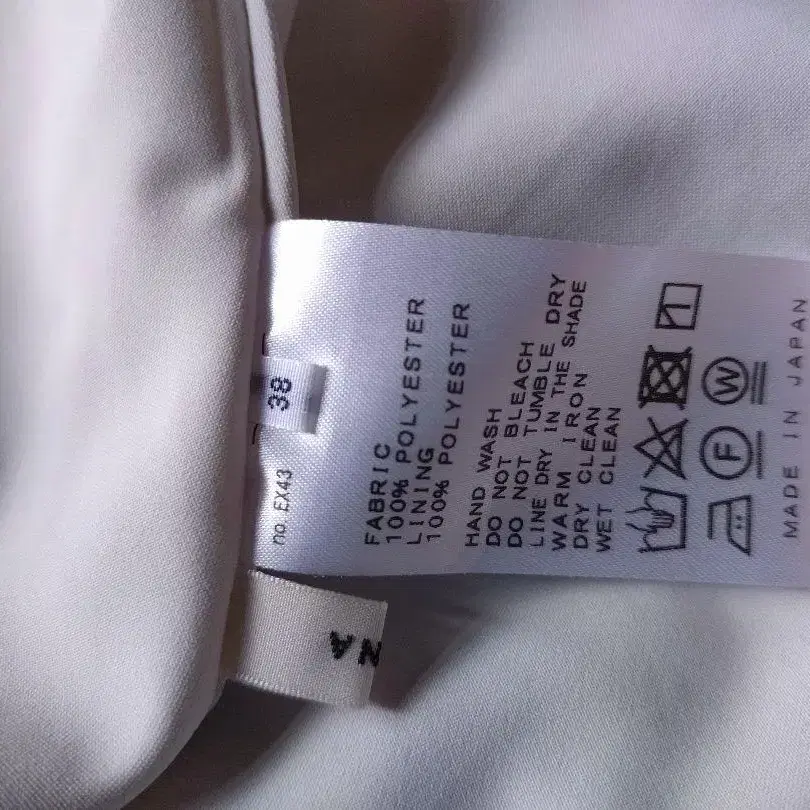 38
no. EX43
FABRIC
100% POLYESTER
LINING
100% POLYESTER
HAND WASH
DO NOT BLEACH
DO NOT TUMBLE DRY
LINE DRY IN THE SHADE
WARM IRON
DRY CLEAN
WET CLEAN
W
F
MADE IN JAPAN
NA